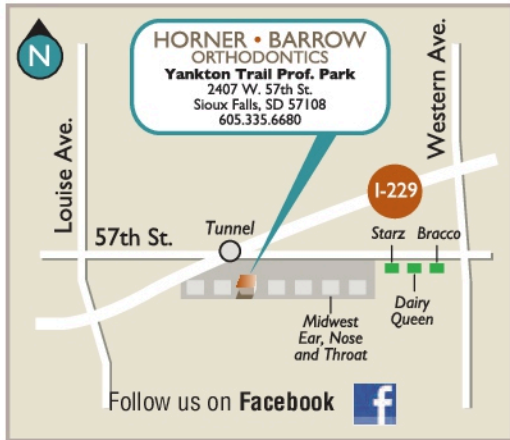 N
HORNER • BARROW
ORTHODONTICS
Yankton Trail Prof. Park
2407 W. 57th St.
Sioux Falls, SD 57108
605.335.6680
Western Ave.
Louise Ave.
I-229
Tunnel
57th St.
Starz
Bracco
Dairy
Queen
Midwest
Ear, Nose
and Throat
Follow us on Facebook
f